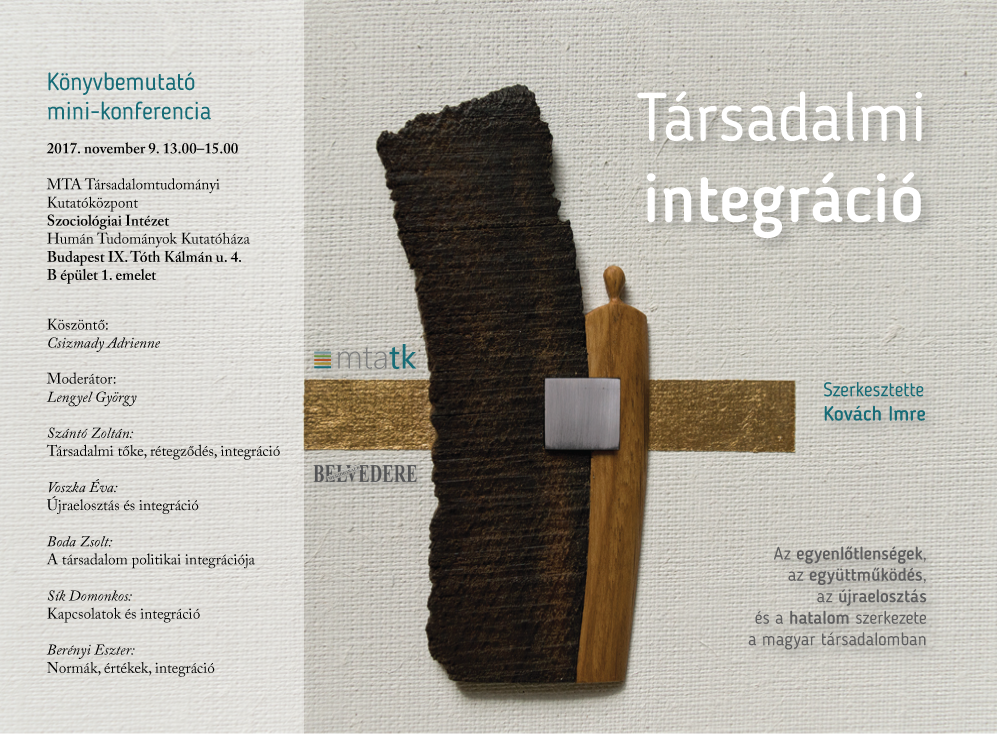 Könyvbemutató
mini-konferencia
2017. november 9. 13.00–15.00
MTA Társadalomtudományi
Kutatóközpont
Szociológiai Intézet
Humán Tudományok Kutatóháza
Budapest IX. Tóth Kálmán u. 4.
B épület 1. emelet
Köszöntő:
Csizmady Adrienne
Moderátor:
Lengyel György
Szántó Zoltán:
Társadalmi tőke, rétegződés, integráció
Voszka Éva:
Újraelosztás és integráció
Boda Zsolt:
A társadalom politikai integrációja
Sík Domonkos:
Kapcsolatok és integráció
Berényi Eszter:
Normák, értékek, integráció
mtatk
BELVEDERE
Társadalmi
integráció
Szerkesztette
Kovách Imre
Az egyenlőtlenségek,
az együttműködés,
az újraelosztás
és a hatalom szerkezete
a magyar társadalomban